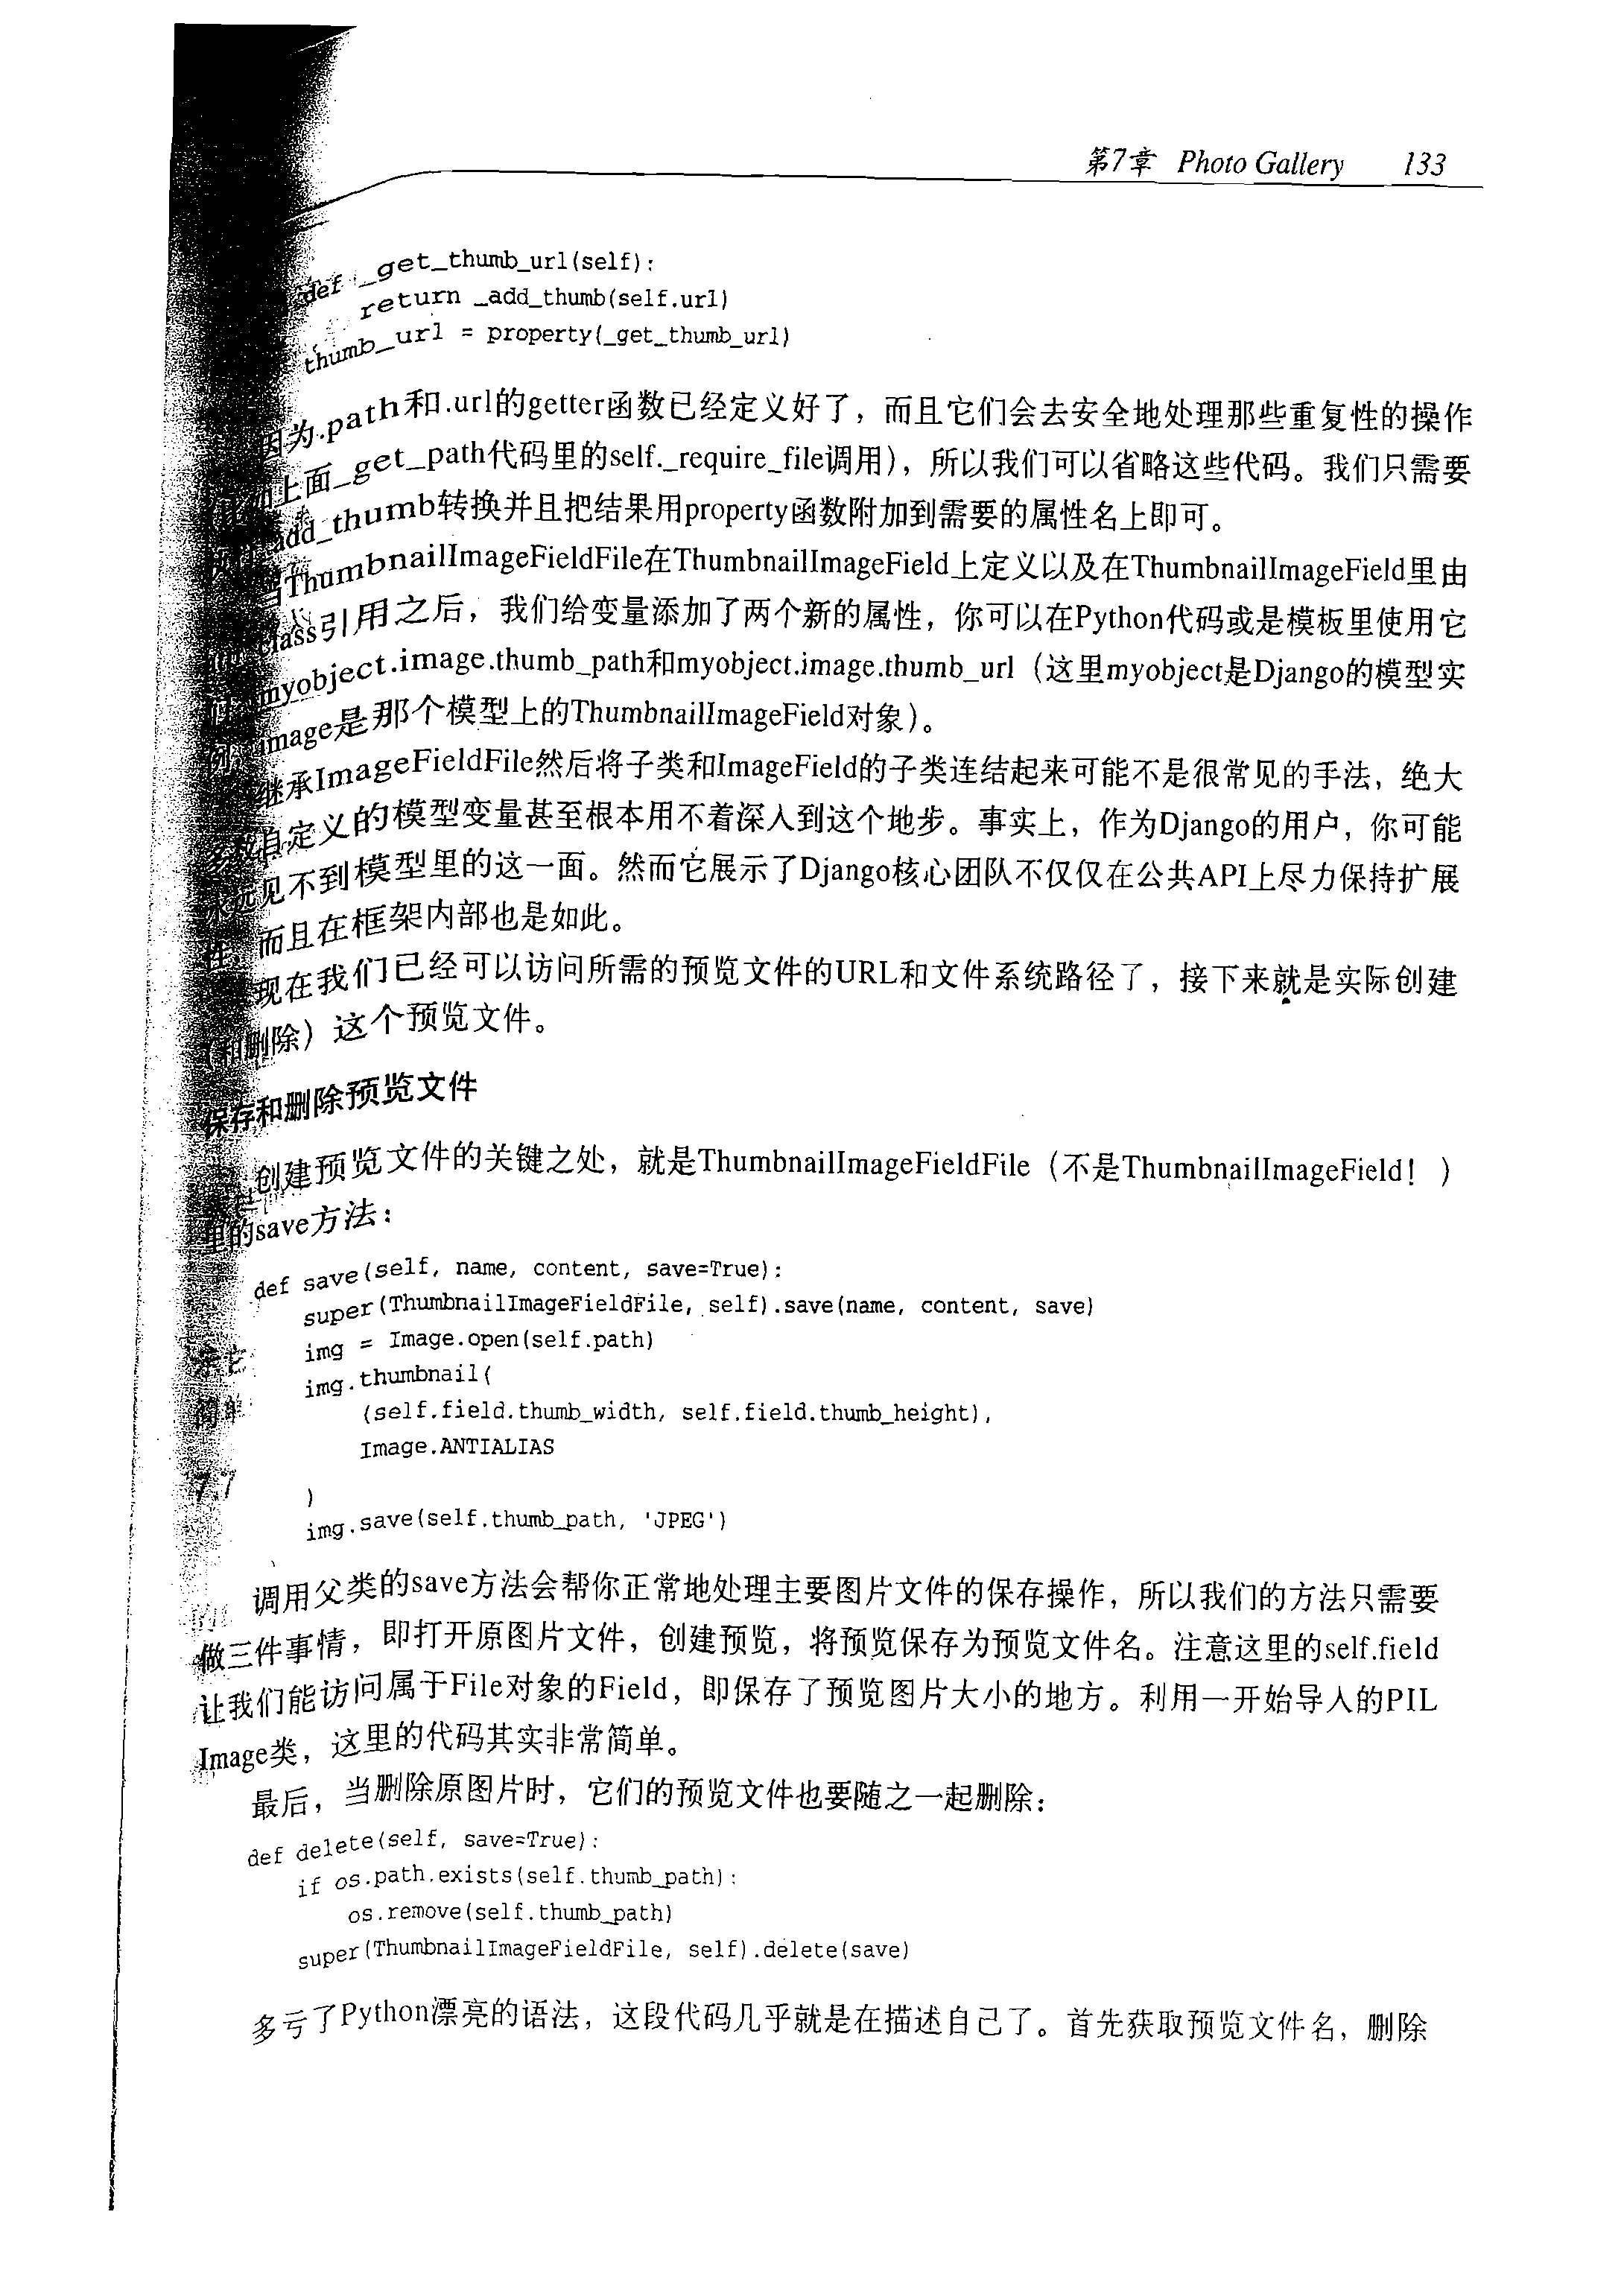 第7章 Photo Gallery 133
def _get_thumb_url(self):
return _add_thumb(self.url)
thumb_url = property(_get_thumb_url)
因为.path和.url的getter函数已经定义好了，而且它们会去安全地处理那些重复性的操作
上面_get_path代码里的self._require_file调用），所以我们可以省略这些代码。我们只需要
add_thumb转换并且把结果用property函数附加到需要的属性名上即可。
当ThumbnailImageFieldFile在ThumbnailImageField上定义以及在ThumbnailImageField里由
class引用之后，我们给变量添加了两个新的属性，你可以在Python代码或是模板里使用它
myobject.image.thumb_path和myobject.image.thumb_url（这里myobject是Django的模型实
例，image是那个模型上的ThumbnailImageField对象）。
继承ImageFieldFile然后将子类和ImageField的子类连结起来可能不是很常见的手法，绝大
多数自定义的模型变量甚至根本用不着深入到这个地步。事实上，作为Django的用户，你可能
永远见不到模型里的这一面。然而它展示了Django核心团队不仅仅在公共API上尽力保持扩展
性，而且在框架内部也是如此。
现在我们已经可以访问所需的预览文件的URL和文件系统路径了，接下来就是实际创建
（和删除）这个预览文件。
保存和删除预览文件
创建预览文件的关键之处，就是ThumbnailImageFieldFile（不是ThumbnailImageField！）
里的save方法：
def save(self, name, content, save=True):
super(ThumbnailImageFieldFile, self).save(name, content, save)
img = Image.open(self.path)
img.thumbnail(
(self.field.thumb_width, self.field.thumb_height),
Image.ANTIALIAS
)
img.save(self.thumb_path, 'JPEG')
调用父类的save方法会帮你正常地处理主要图片文件的保存操作，所以我们的方法只需要
做三件事情，即打开原图片文件，创建预览，将预览保存为预览文件名。注意这里的self.field
让我们能访问属于File对象的Field，即保存了预览图片大小的地方。利用一开始导入的PIL
Image类，这里的代码其实非常简单。
最后，当删除原图片时，它们的预览文件也要随之一起删除：
def delete(self, save=True):
if os.path.exists(self.thumb_path):
os.remove(self.thumb_path)
super(ThumbnailImageFieldFile, self).delete(save)
多亏了Python漂亮的语法，这段代码几乎就是在描述自己了。首先获取预览文件名，删除